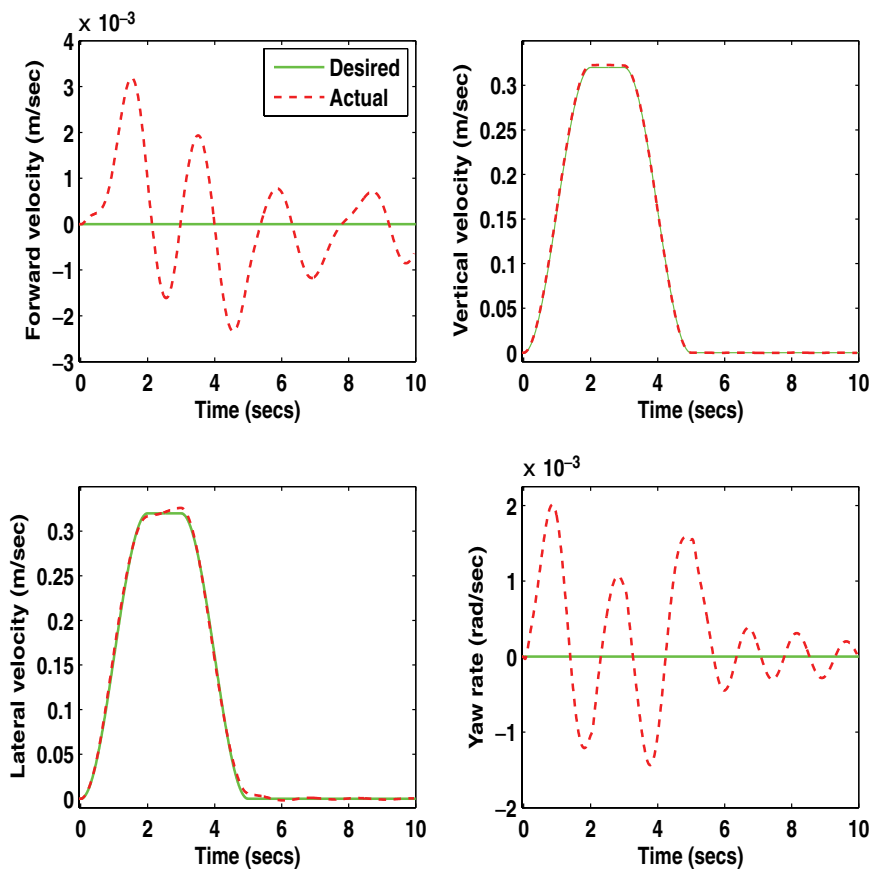 x 10⁻³
4
3
2
1
0
−1
−2
−3
Forward velocity (m/sec)
Desired
Actual
0 2 4 6 8 10
Time (secs)
0.3
0.25
0.2
0.15
0.1
0.05
0
Vertical velocity (m/sec)
0 2 4 6 8 10
Time (secs)
0.3
0.25
0.2
0.15
0.1
0.05
0
Lateral velocity (m/sec)
0 2 4 6 8 10
Time (secs)
x 10⁻³
2
1
0
−1
−2
Yaw rate (rad/sec)
0 2 4 6 8 10
Time (secs)